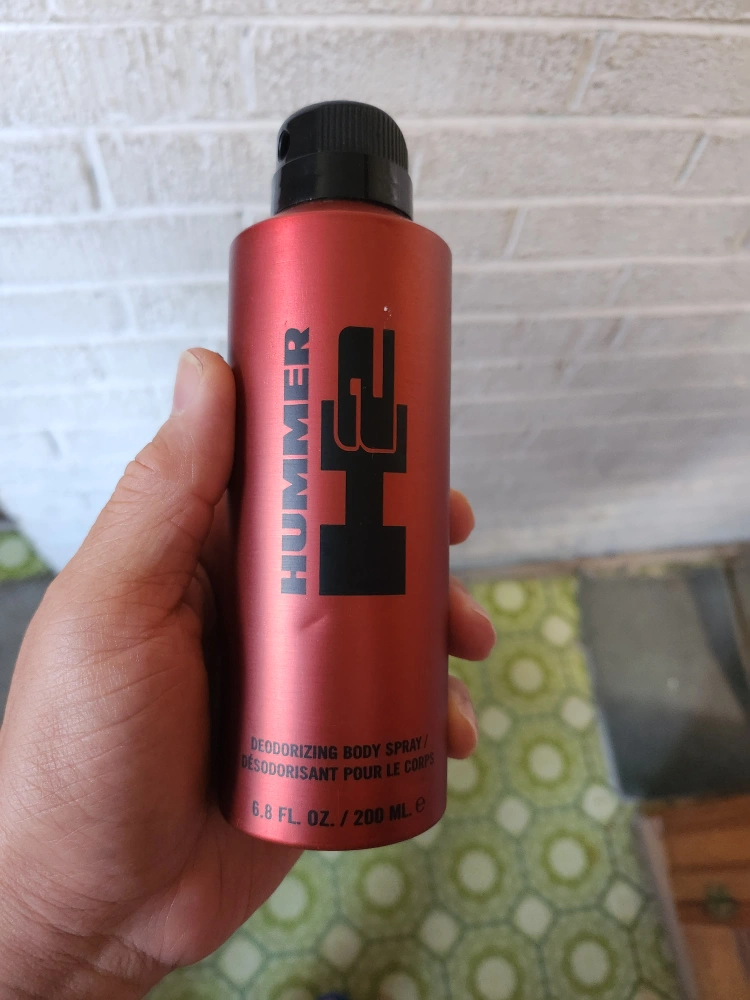 HUMMER
H2
DEODORIZING BODY SPRAY/
DÉSODORISANT POUR LE CORPS
6.8 FL. OZ. / 200 ML. ℮